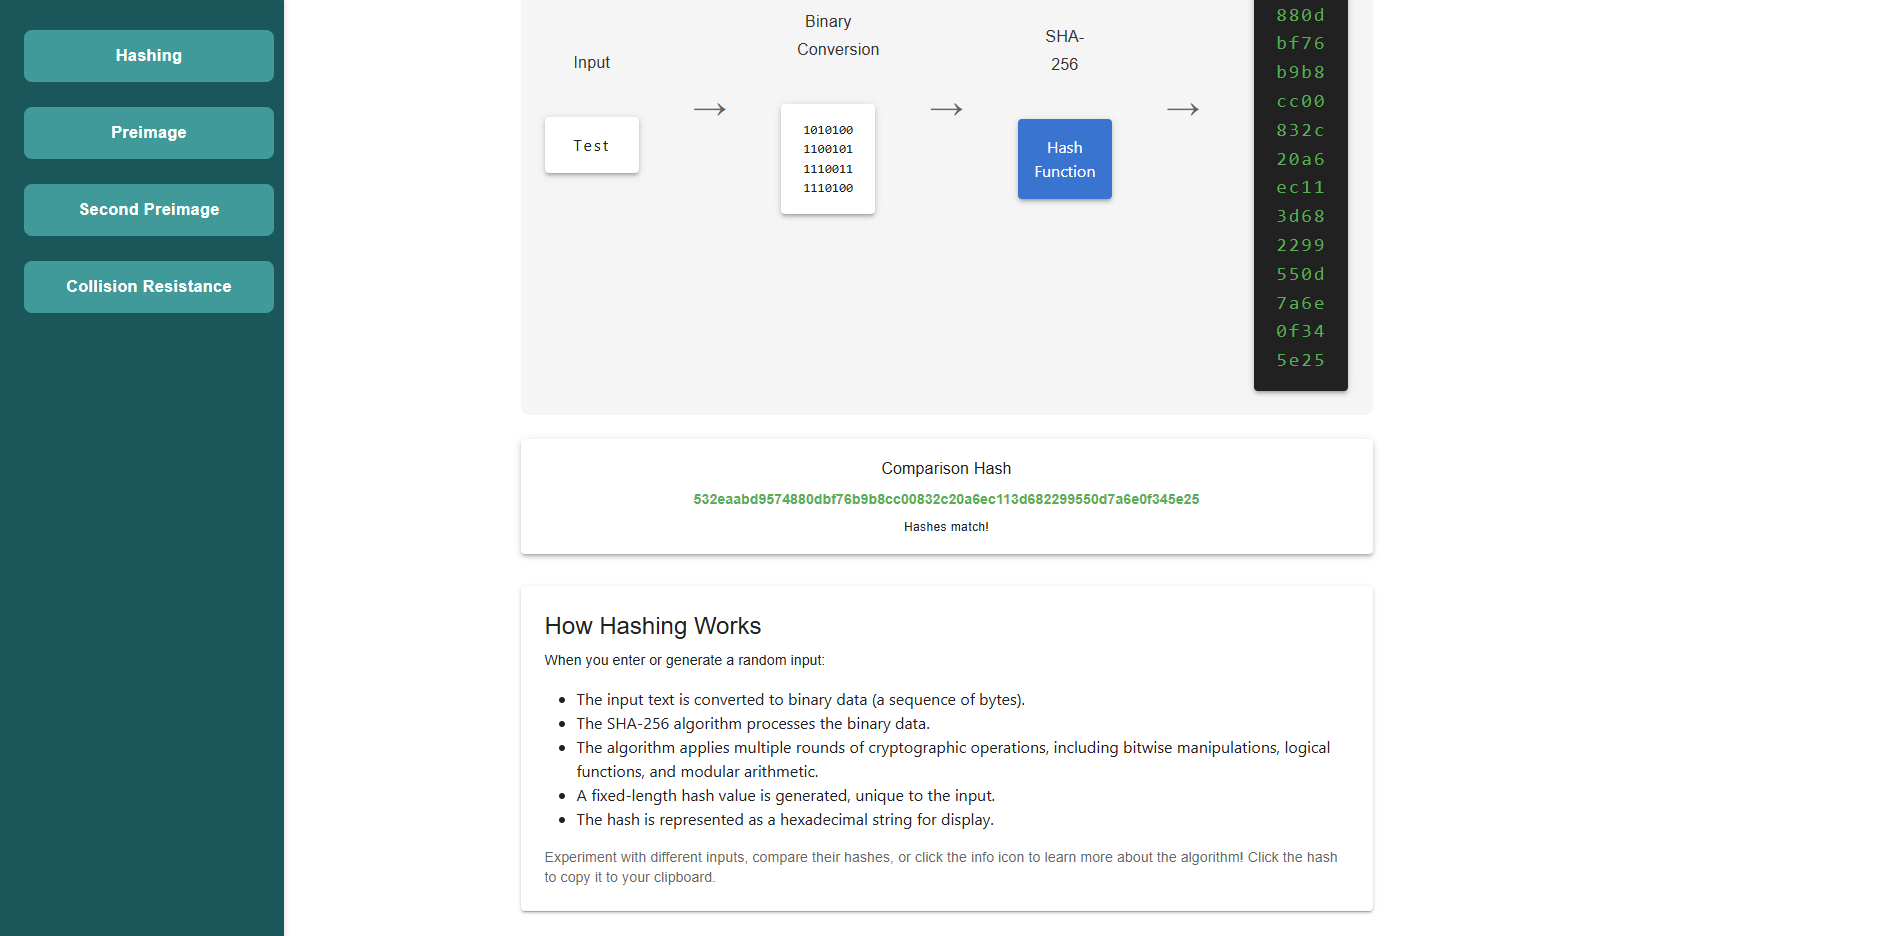 Hashing
Preimage
Second Preimage
Collision Resistance
Input
Test
→
Binary
Conversion
1010100
1100101
1110011
1110100
→
SHA-
256
Hash
Function
→
880d
bf76
b9b8
cc00
832c
20a6
ec11
3d68
2299
550d
7a6e
0f34
5e25
Comparison Hash
532eaabd9574880dbf76b9b8cc00832c20a6ec113d682299550d7a6e0f345e25
Hashes match!
How Hashing Works
When you enter or generate a random input:
• The input text is converted to binary data (a sequence of bytes).
• The SHA-256 algorithm processes the binary data.
• The algorithm applies multiple rounds of cryptographic operations, including bitwise manipulations, logical
functions, and modular arithmetic.
• A fixed-length hash value is generated, unique to the input.
• The hash is represented as a hexadecimal string for display.
Experiment with different inputs, compare their hashes, or click the info icon to learn more about the algorithm! Click the hash
to copy it to your clipboard.